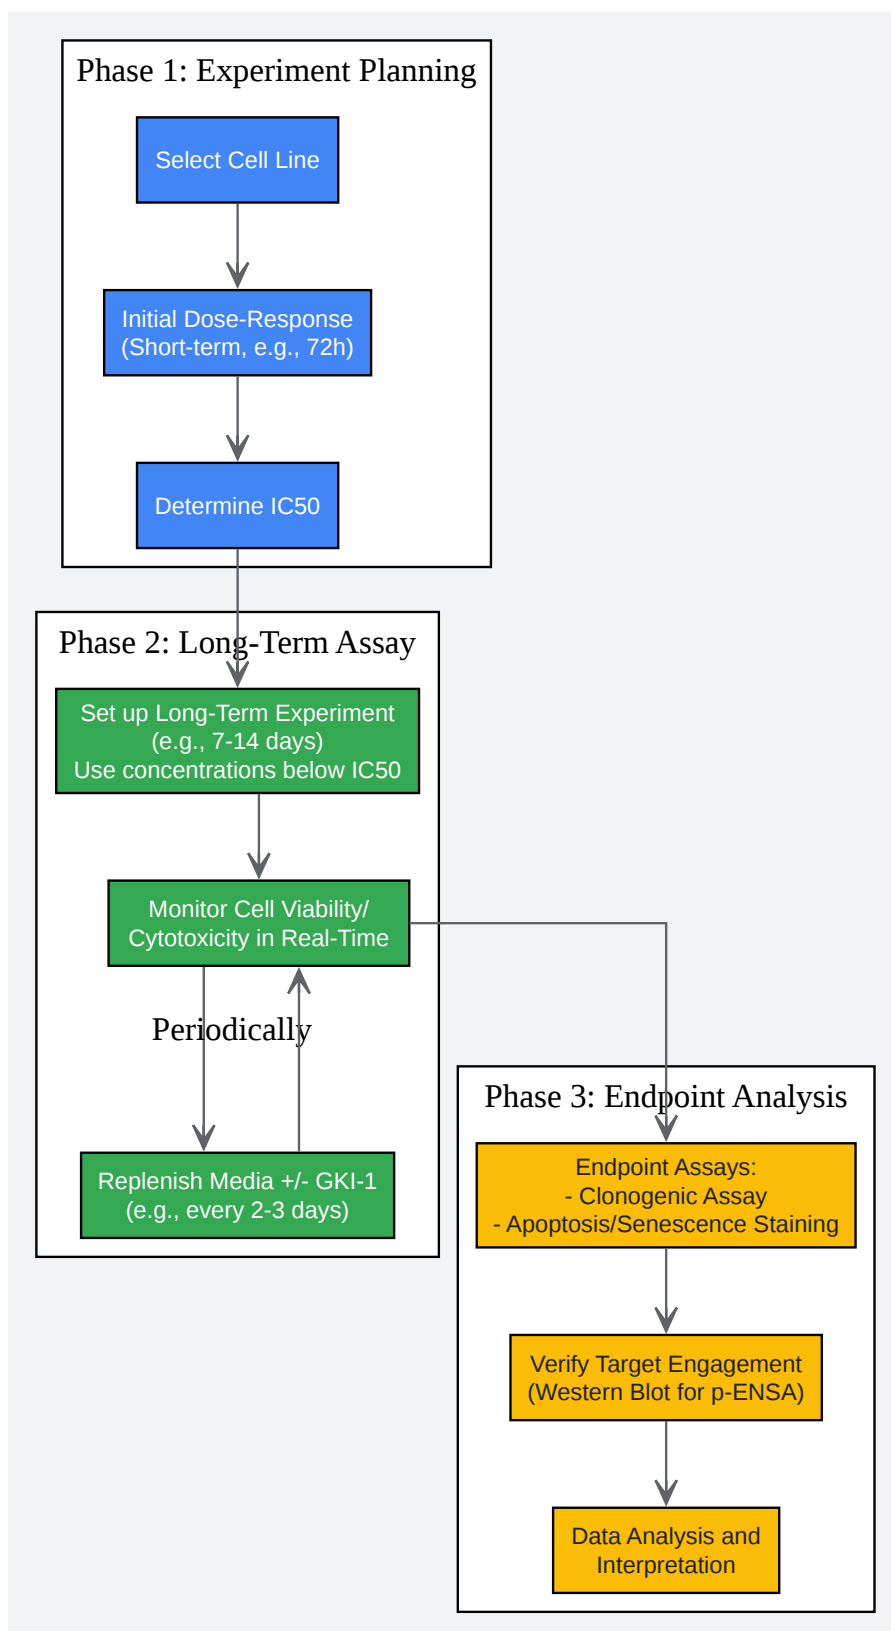 Phase 1: Experiment Planning
Select Cell Line
Initial Dose-Response
(Short-term, e.g., 72h)
Determine IC50
Phase 2: Long-Term Assay
Set up Long-Term Experiment
(e.g., 7-14 days)
Use concentrations below IC50
Monitor Cell Viability/
Cytotoxicity in Real-Time
Periodically
Replenish Media +/- GKI-1
(e.g., every 2-3 days)
Phase 3: Endpoint Analysis
Endpoint Assays:
- Clonogenic Assay
- Apoptosis/Senescence Staining
Verify Target Engagement
(Western Blot for p-ENSA)
Data Analysis and
Interpretation